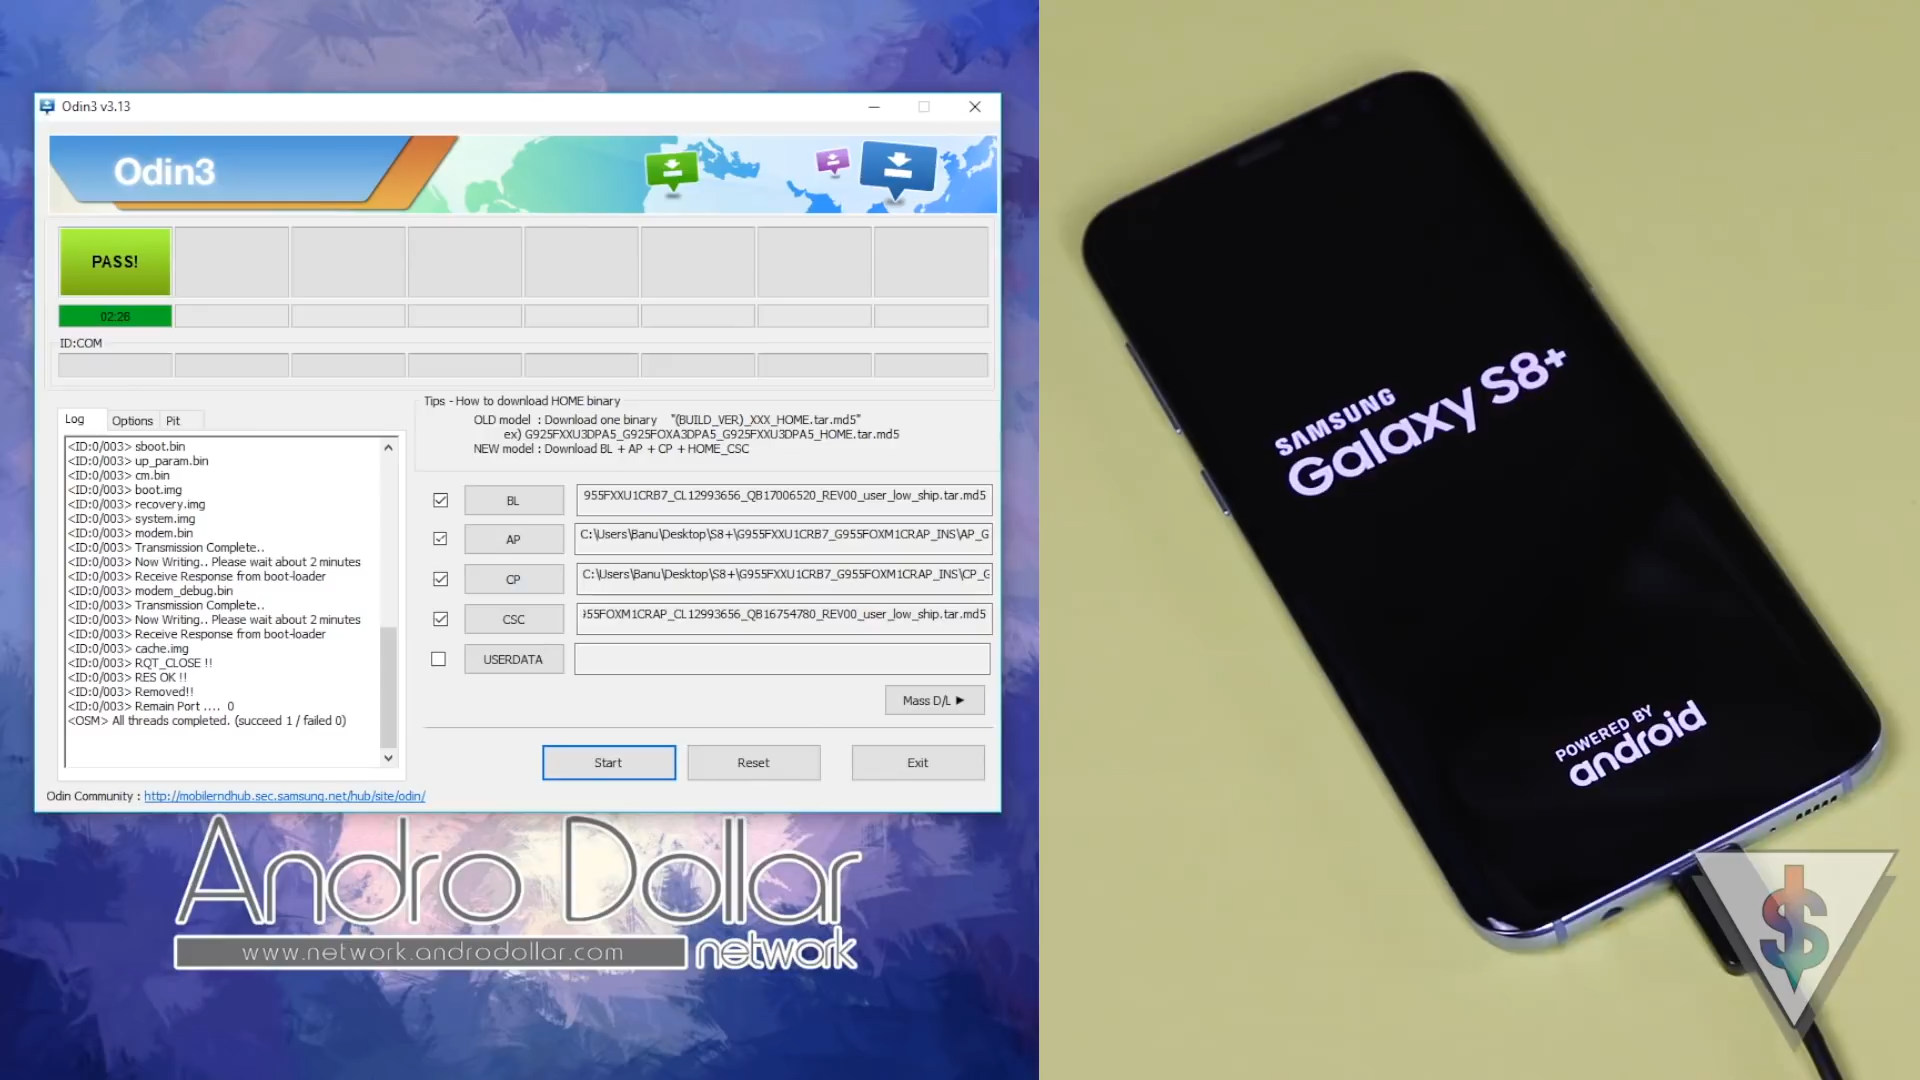 Odin3 v3.13
Odin3
PASS!
02:26
ID:COM
Log
Options
Pit
<ID:0/003> sboot.bin
<ID:0/003> up_param.bin
<ID:0/003> cm.bin
<ID:0/003> boot.img
<ID:0/003> recovery.img
<ID:0/003> system.img
<ID:0/003> modem.bin
<ID:0/003> Transmission Complete..
<ID:0/003> Now Writing.. Please wait about 2 minutes
<ID:0/003> Receive Response from boot-loader
<ID:0/003> modem_debug.bin
<ID:0/003> Transmission Complete..
<ID:0/003> Now Writing.. Please wait about 2 minutes
<ID:0/003> Receive Response from boot-loader
<ID:0/003> cache.img
<ID:0/003> RQT_CLOSE !!
<ID:0/003> RES OK !!
<ID:0/003> Removed!!
<ID:0/003> Remain Port .... 0
<OSM> All threads completed. (succeed 1 / failed 0)
Tips - How to download HOME binary
OLD model : Download one binary "(BUILD_VER)_XXX_HOME.tar.md5"
ex) G925FXXU3DPA5_G925FOXA3DPA5_G925FXXU3DPA5_HOME.tar.md5
NEW model : Download BL + AP + CP + HOME_CSC
BL
955FXXU1CRB7_CL12993656_QB17006520_REV00_user_low_ship.tar.md5
AP
C:\Users\Banu\Desktop\S8+\G955FXXU1CRB7_G955FOXM1CRAP_INS\AP_G
CP
C:\Users\Banu\Desktop\S8+\G955FXXU1CRB7_G955FOXM1CRAP_INS\CP_G
CSC
955FOXM1CRAP_CL12993656_QB16754780_REV00_user_low_ship.tar.md5
USERDATA
Mass D/L ►
Start
Reset
Exit
Odin Community : http://mobilerndhub.sec.samsung.net/hub/site/odin/
Andro Dollar
www.network.androdollar.com
network
SAMSUNG
Galaxy S8+
POWERED BY
android
$